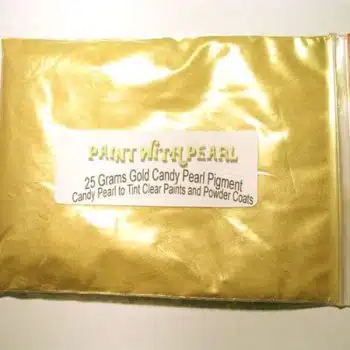 PAINT WITH PEARL
25 Grams Gold Candy Pearl Pigment
Candy Pearl to Tint Clear Paints and Powder Coats